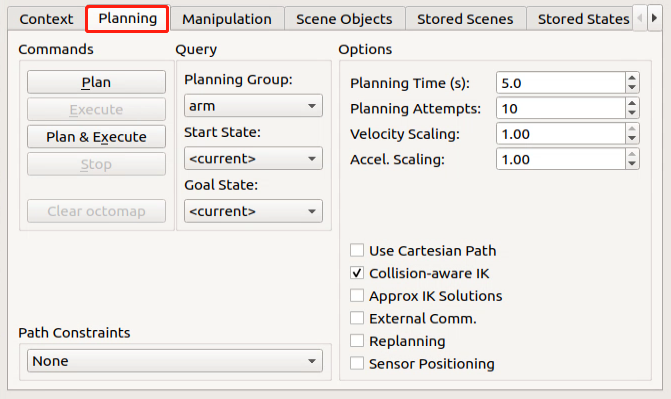 Context Planning Manipulation Scene Objects Stored Scenes Stored States
Commands
Plan
Execute
Plan & Execute
Stop
Clear octomap
Query
Planning Group:
arm
Start State:
<current>
Goal State:
<current>
Options
Planning Time (s): 5.0
Planning Attempts: 10
Velocity Scaling: 1.00
Accel. Scaling: 1.00
Use Cartesian Path
Collision-aware IK
Approx IK Solutions
External Comm.
Replanning
Sensor Positioning
Path Constraints
None